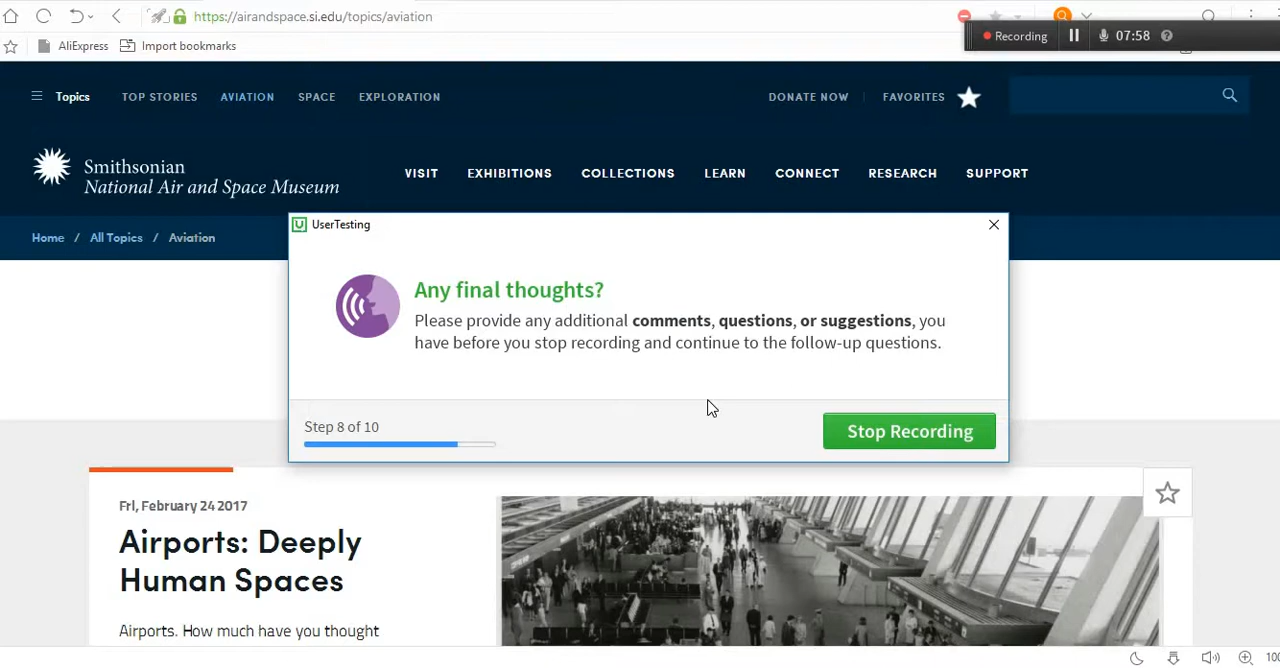 https://airandspace.si.edu/topics/aviation
Recording
07:58
AliExpress
Import bookmarks
Topics
TOP STORIES
AVIATION
SPACE
EXPLORATION
DONATE NOW
FAVORITES
Smithsonian
National Air and Space Museum
VISIT
EXHIBITIONS
COLLECTIONS
LEARN
CONNECT
RESEARCH
SUPPORT
Home / All Topics / Aviation
UserTesting
Any final thoughts?
Please provide any additional comments, questions, or suggestions, you
have before you stop recording and continue to the follow-up questions.
Step 8 of 10
Stop Recording
Fri, February 24 2017
Airports: Deeply
Human Spaces
Airports. How much have you thought